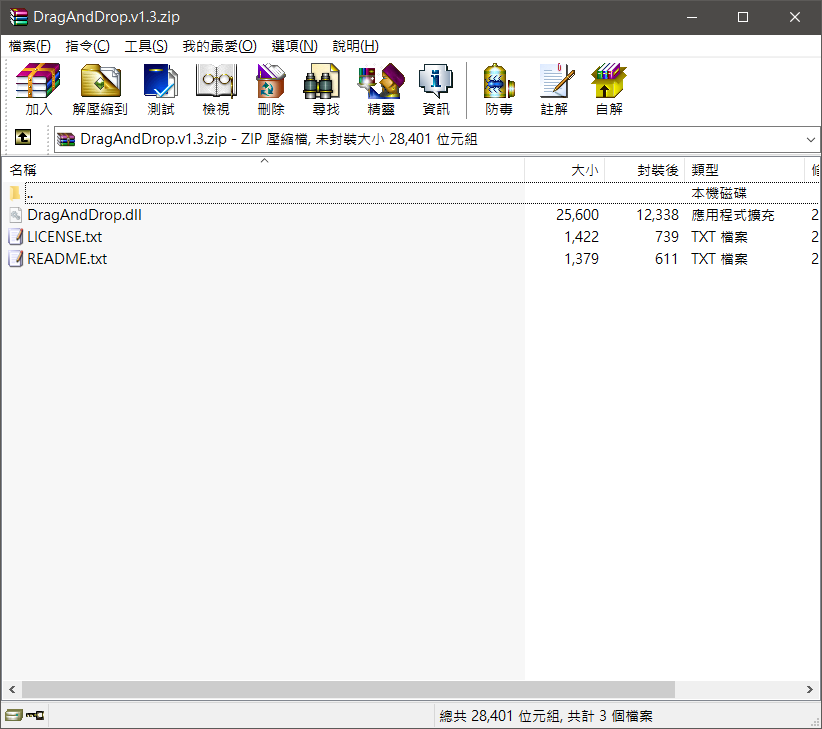 DragAndDrop.v1.3.zip
檔案(F) 指令(C) 工具(S) 我的最愛(O) 選項(N) 說明(H)
加入 解壓縮到 測試 檢視 刪除 尋找 精靈 資訊 防毒 註解 自解
DragAndDrop.v1.3.zip - ZIP 壓縮檔, 未封裝大小 28,401 位元組
名稱 大小 封裝後 類型
.. 本機磁碟
DragAndDrop.dll 25,600 12,338 應用程式擴充 2
LICENSE.txt 1,422 739 TXT 檔案 2
README.txt 1,379 611 TXT 檔案 2
總共 28,401 位元組, 共計 3 個檔案